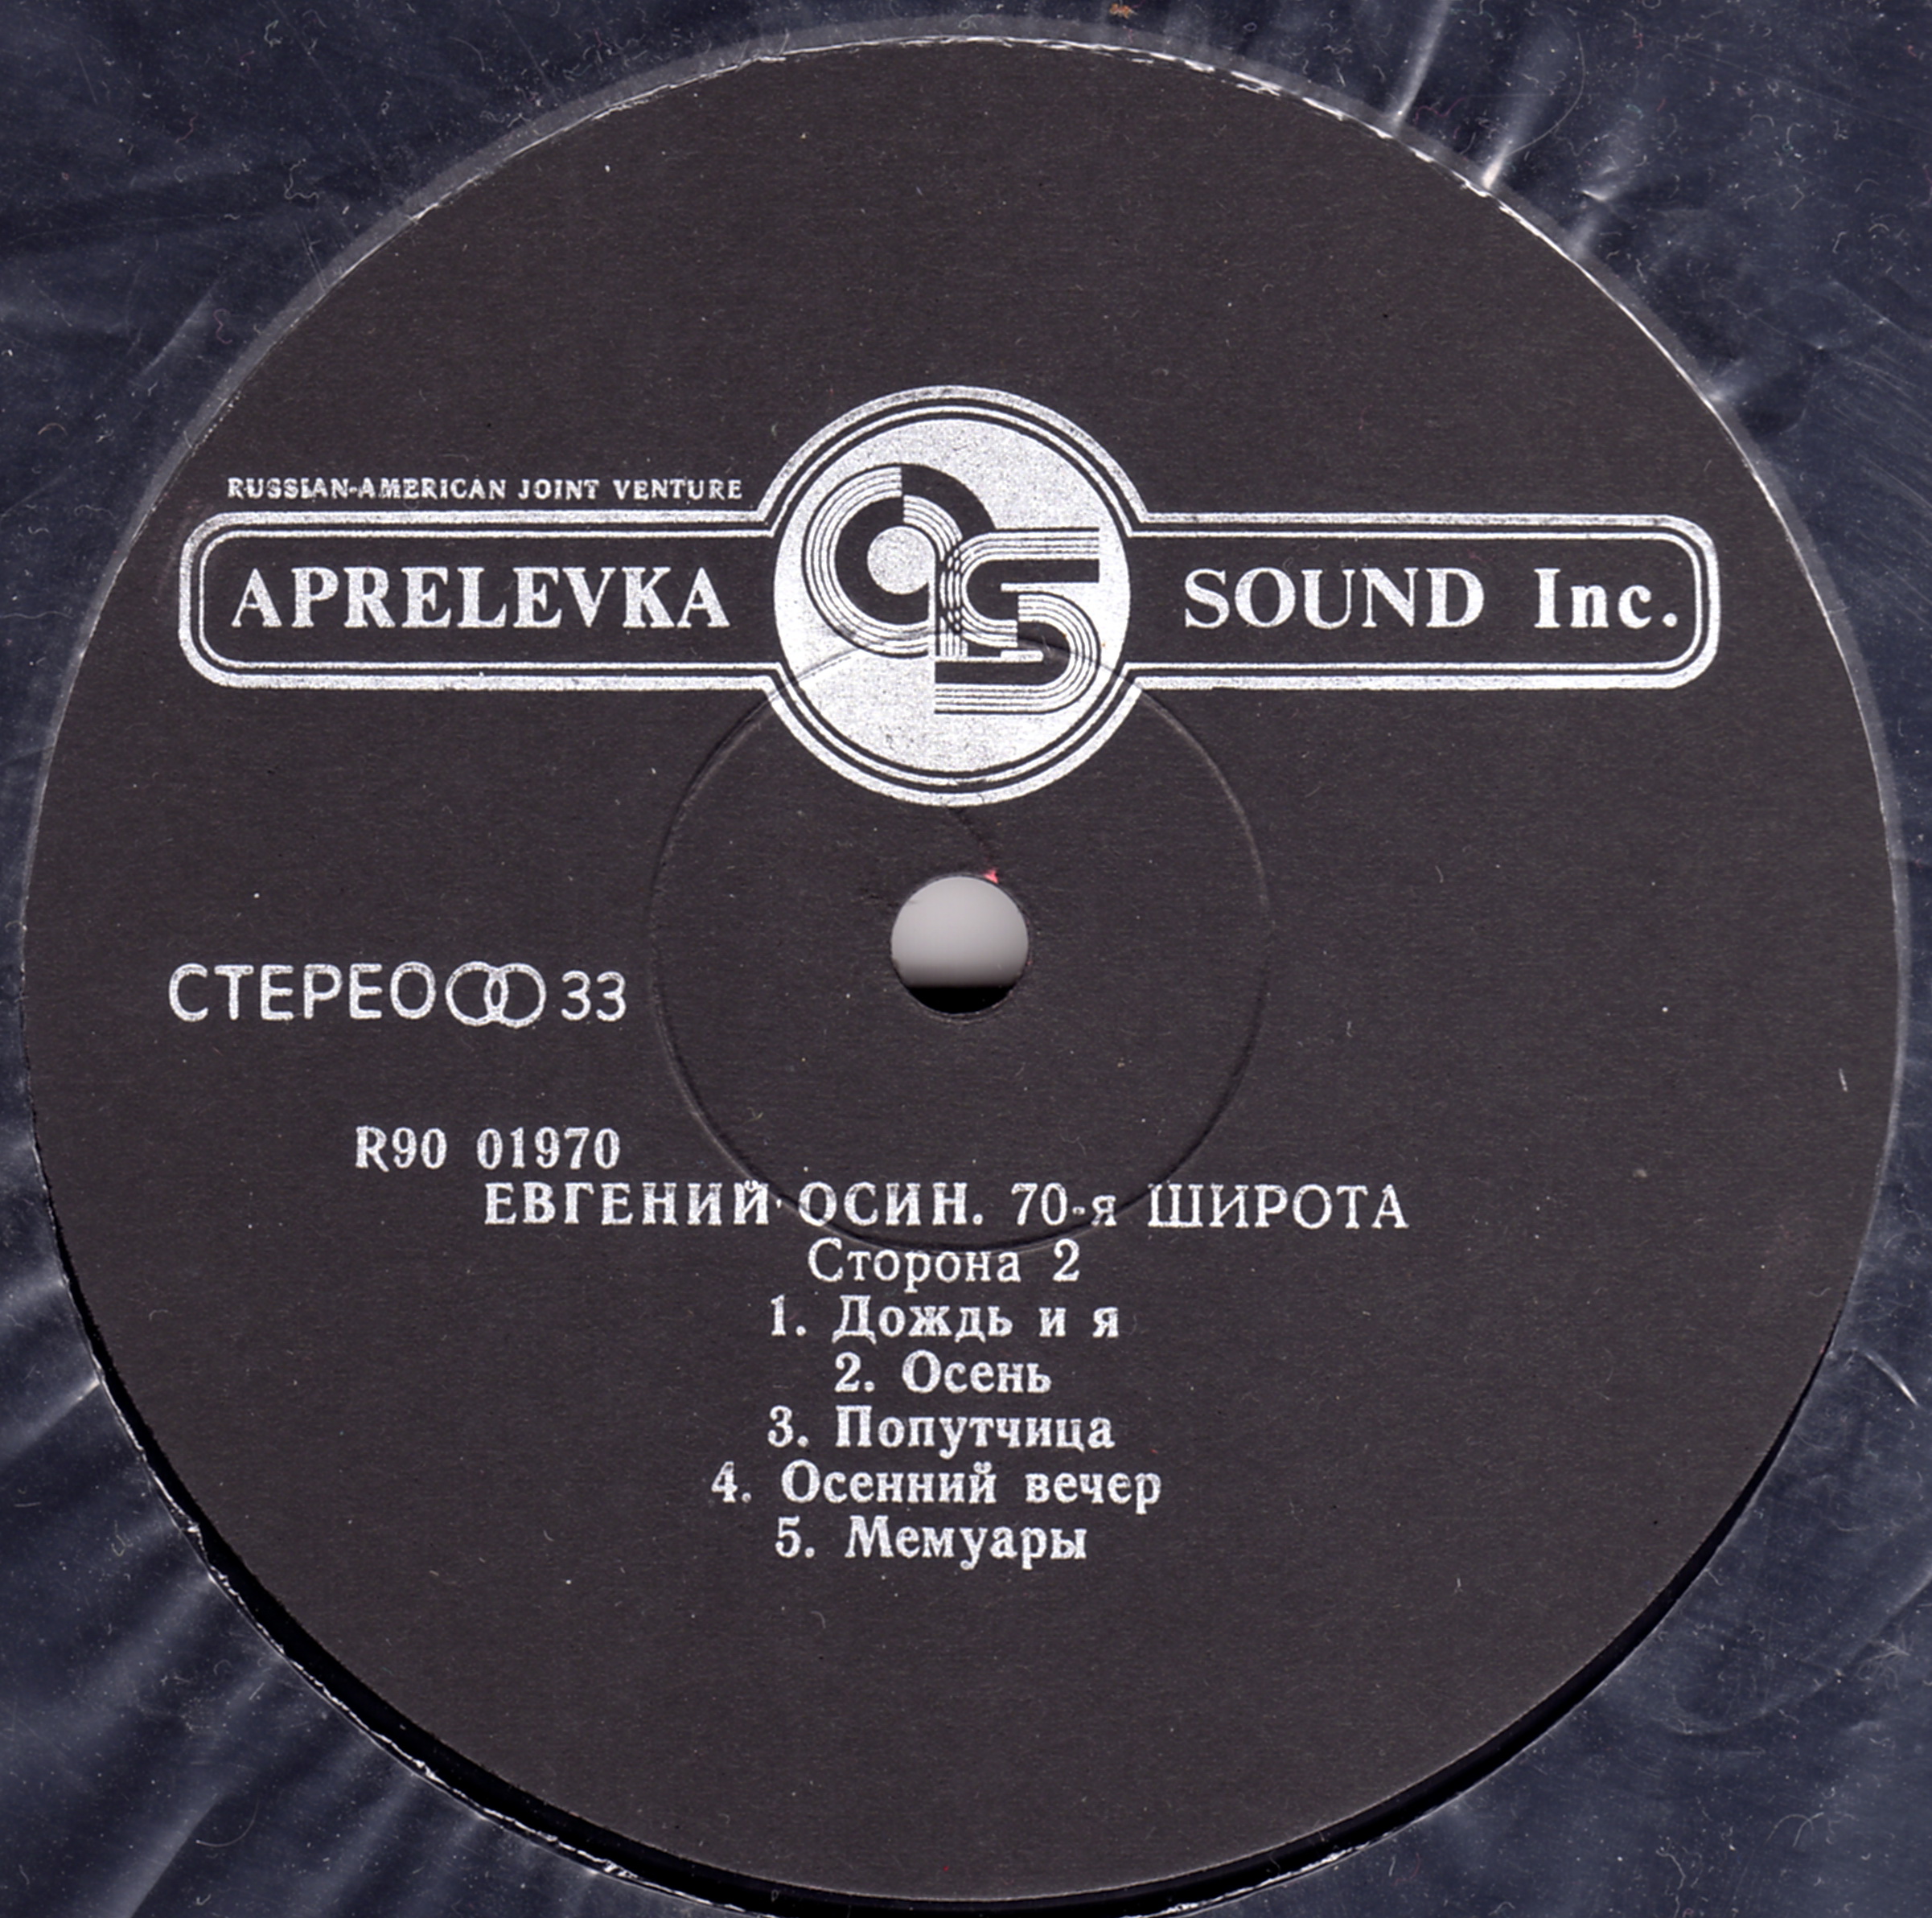 RUSSIAN-AMERICAN JOINT VENTURE
APRELEVKA SOUND Inc.
СТЕРЕО 33
R90 01970
ЕВГЕНИЙ ОСИН. 70-я ШИРОТА
Сторона 2
1. Дождь и я
2. Осень
3. Попутчица
4. Осенний вечер
5. Мемуары